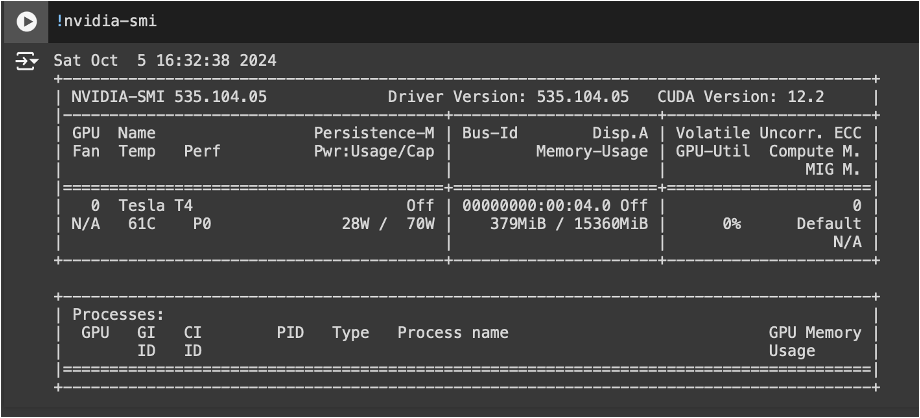 !nvidia-smi
Sat Oct  5 16:32:38 2024
+---------------------------------------------------------------------------------------+
| NVIDIA-SMI 535.104.05             Driver Version: 535.104.05   CUDA Version: 12.2     |
|-----------------------------------------+----------------------+----------------------+
| GPU  Name                 Persistence-M | Bus-Id        Disp.A | Volatile Uncorr. ECC |
| Fan  Temp   Perf          Pwr:Usage/Cap |         Memory-Usage | GPU-Util  Compute M. |
|                                         |                      |               MIG M. |
|=========================================+======================+======================|
|   0  Tesla T4                       Off | 00000000:00:04.0 Off |                    0 |
| N/A   61C    P0              28W /  70W |    379MiB / 15360MiB |      0%      Default |
|                                         |                      |                  N/A |
+-----------------------------------------+----------------------+----------------------+

+---------------------------------------------------------------------------------------+
| Processes:                                                                            |
|  GPU   GI   CI        PID   Type   Process name                            GPU Memory |
|        ID   ID                                                             Usage      |
|=======================================================================================|
+---------------------------------------------------------------------------------------+